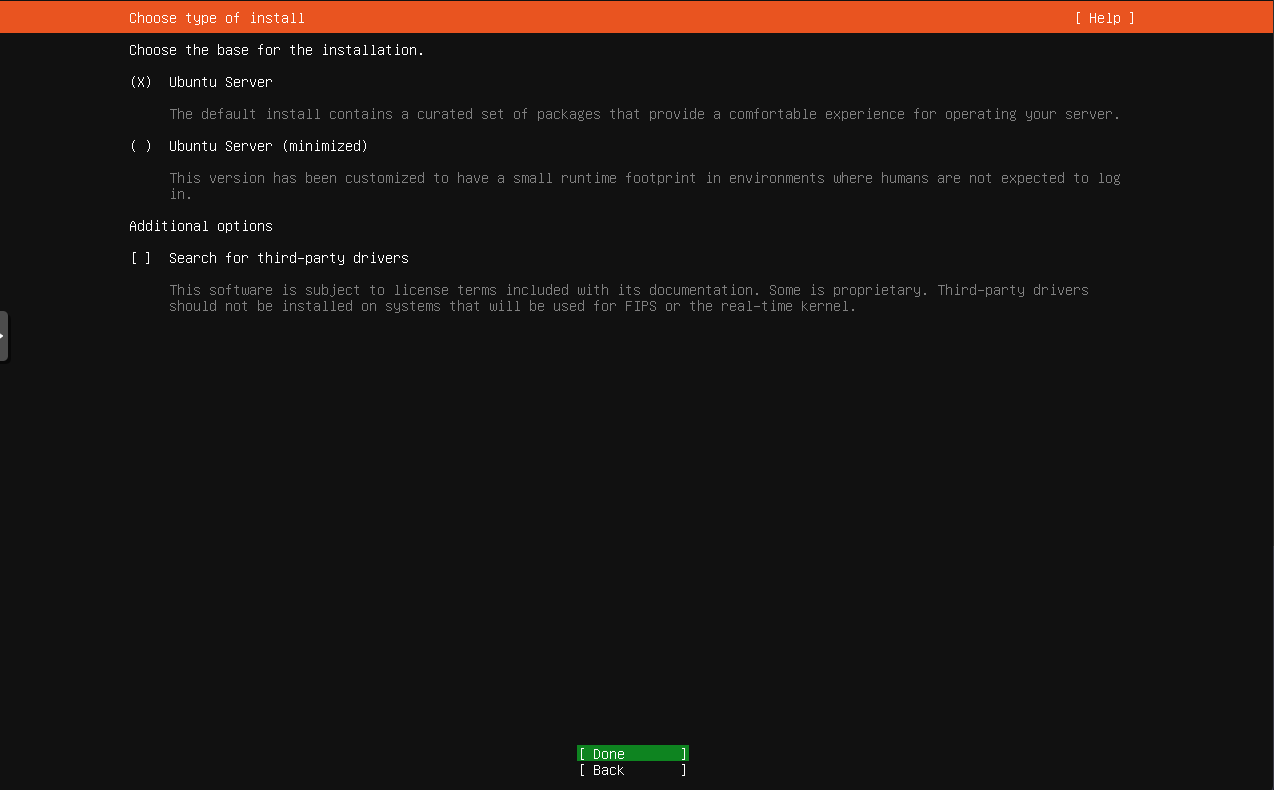 Choose type of install [ Help ]
Choose the base for the installation.
(X) Ubuntu Server
The default install contains a curated set of packages that provide a comfortable experience for operating your server.
( ) Ubuntu Server (minimized)
This version has been customized to have a small runtime footprint in environments where humans are not expected to log
in.
Additional options
[ ] Search for third-party drivers
This software is subject to license terms included with its documentation. Some is proprietary. Third-party drivers
should not be installed on systems that will be used for FIPS or the real-time kernel.
[ Done ]
[ Back ]